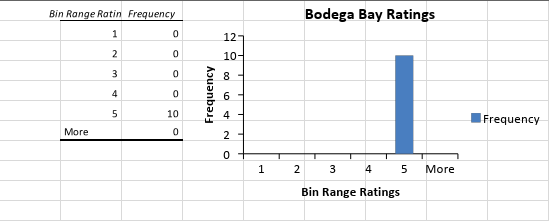 Bin Range Ratin Frequency
1 0
2 0
3 0
4 0
5 10
More 0
Bodega Bay Ratings
12
10
8
6
4
2
0
Frequency
1 2 3 4 5 More
Bin Range Ratings
Frequency